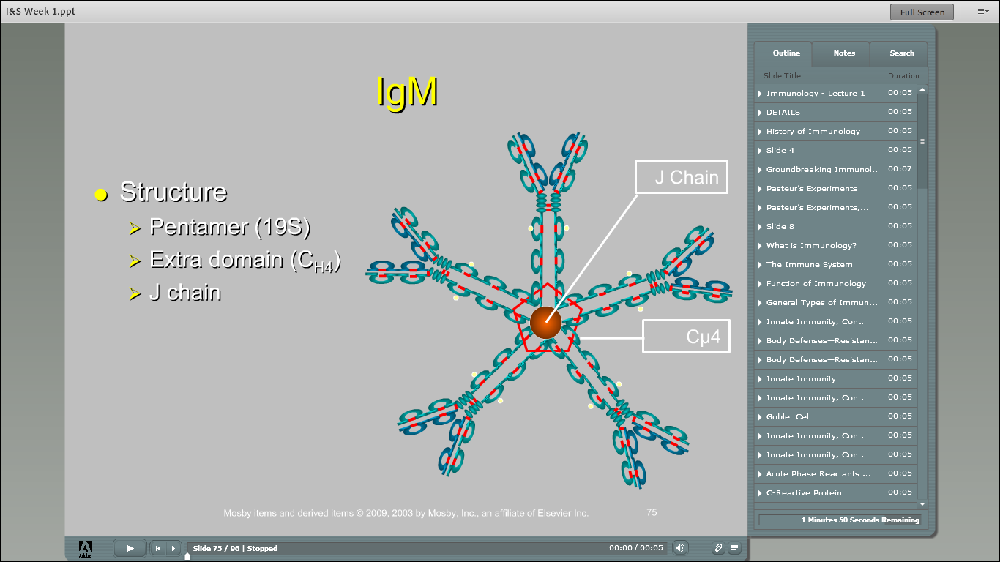 I&S Week 1.ppt
Full Screen
IgM
J Chain
Structure
Pentamer (19S)
Extra domain (CH4)
J chain
Cμ4
Mosby items and derived items © 2009, 2003 by Mosby, Inc., an affiliate of Elsevier Inc.
75
Outline Notes Search
Slide Title Duration
Immunology - Lecture 1 00:05
DETAILS 00:05
History of Immunology 00:05
Slide 4 00:05
Groundbreaking Immunol.. 00:07
Pasteur's Experiments 00:05
Pasteur's Experiments,... 00:05
Slide 8 00:05
What is Immunology? 00:05
The Immune System 00:05
Function of Immunology 00:05
General Types of Immun... 00:05
Innate Immunity, Cont. 00:05
Body Defenses—Resistan... 00:05
Body Defenses—Resistan... 00:05
Innate Immunity 00:05
Innate Immunity, Cont. 00:05
Goblet Cell 00:05
Innate Immunity, Cont. 00:05
Innate Immunity, Cont. 00:05
Acute Phase Reactants ... 00:05
C-Reactive Protein 00:05
1 Minutes 50 Seconds Remaining
Adobe
Slide 75 / 96 | Stopped
00:00 / 00:05